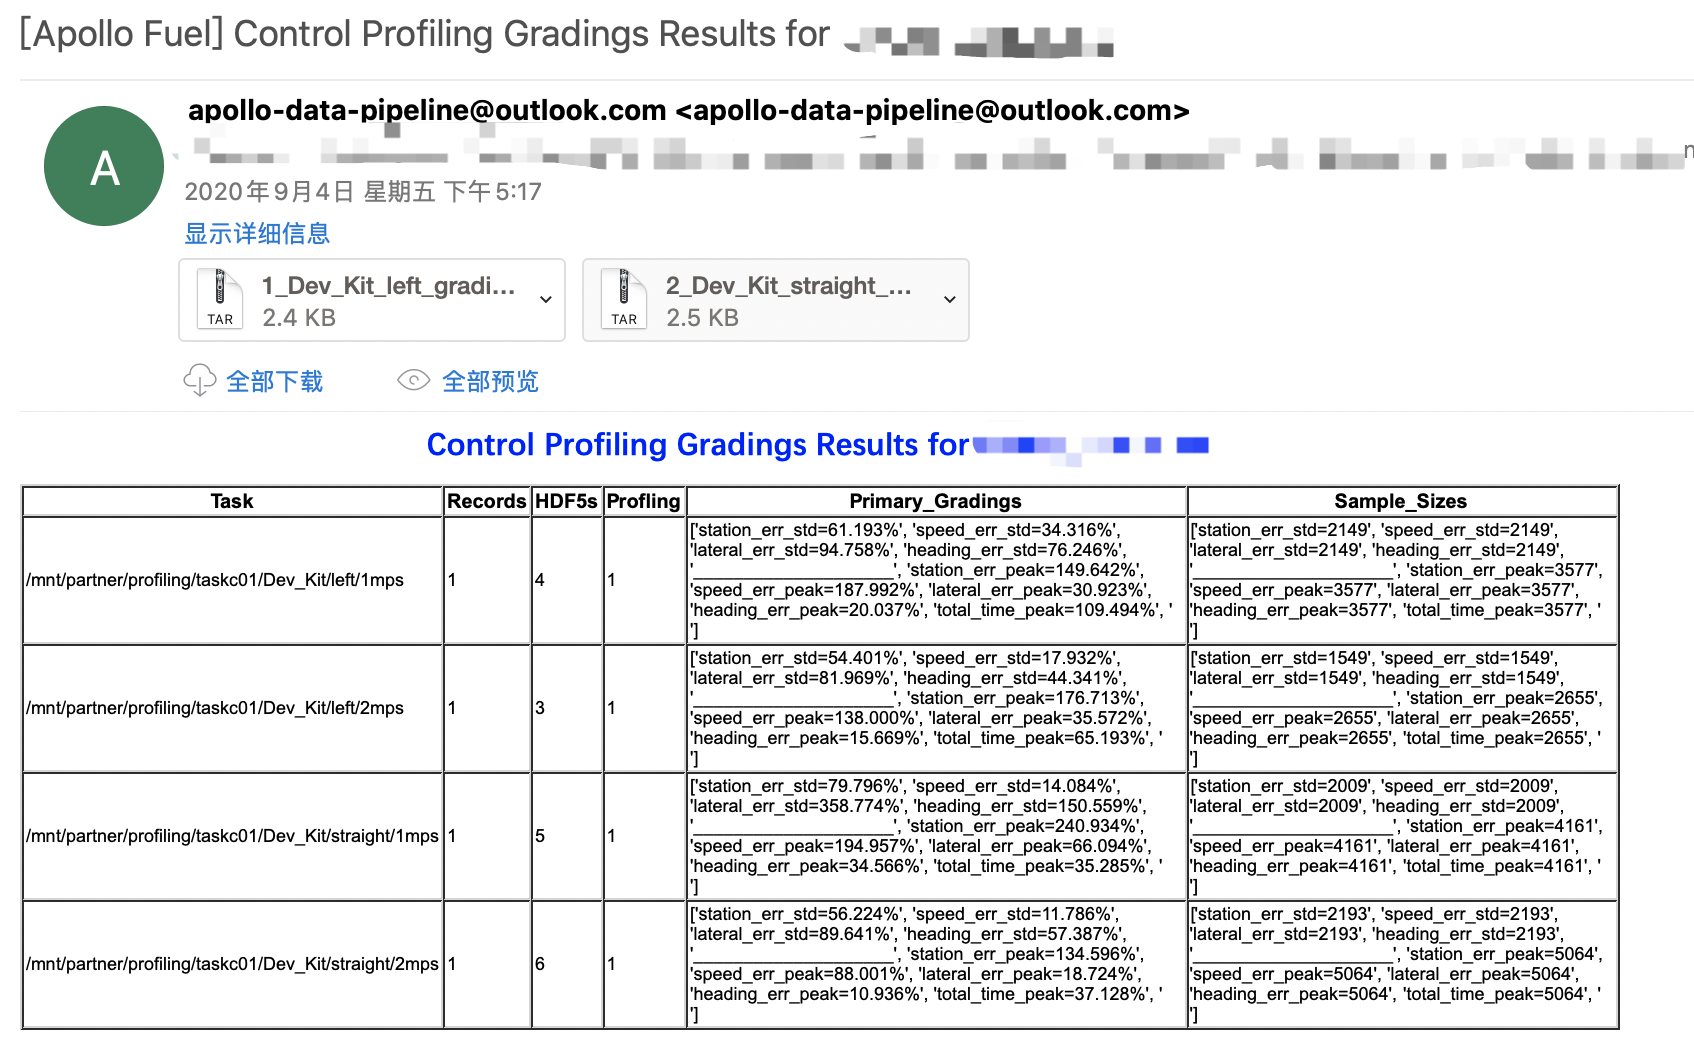 [Apollo Fuel] Control Profiling Gradings Results for
apollo-data-pipeline@outlook.com <apollo-data-pipeline@outlook.com>
A
2020年9月4日 星期五 下午5:17
显示详细信息
TAR
1_Dev_Kit_left_gradi...
2.4 KB
TAR
2_Dev_Kit_straight_...
2.5 KB
全部下载
全部预览
Control Profiling Gradings Results for
Task Records HDF5s Profling Primary_Gradings Sample_Sizes
/mnt/partner/profiling/taskc01/Dev_Kit/left/1mps
1
4
1
['station_err_std=61.193%', 'speed_err_std=34.316%',
'lateral_err_std=94.758%', 'heading_err_std=76.246%',
'____________________', 'station_err_peak=149.642%',
'speed_err_peak=187.992%', 'lateral_err_peak=30.923%',
'heading_err_peak=20.037%', 'total_time_peak=109.494%', '
']
['station_err_std=2149', 'speed_err_std=2149',
'lateral_err_std=2149', 'heading_err_std=2149',
'____________________', 'station_err_peak=3577',
'speed_err_peak=3577', 'lateral_err_peak=3577',
'heading_err_peak=3577', 'total_time_peak=3577', '
']
/mnt/partner/profiling/taskc01/Dev_Kit/left/2mps
1
3
1
['station_err_std=54.401%', 'speed_err_std=17.932%',
'lateral_err_std=81.969%', 'heading_err_std=44.341%',
'____________________', 'station_err_peak=176.713%',
'speed_err_peak=138.000%', 'lateral_err_peak=35.572%',
'heading_err_peak=15.669%', 'total_time_peak=65.193%', '
']
['station_err_std=1549', 'speed_err_std=1549',
'lateral_err_std=1549', 'heading_err_std=1549',
'____________________', 'station_err_peak=2655',
'speed_err_peak=2655', 'lateral_err_peak=2655',
'heading_err_peak=2655', 'total_time_peak=2655', '
']
/mnt/partner/profiling/taskc01/Dev_Kit/straight/1mps
1
5
1
['station_err_std=79.796%', 'speed_err_std=14.084%',
'lateral_err_std=358.774%', 'heading_err_std=150.559%',
'____________________', 'station_err_peak=240.934%',
'speed_err_peak=194.957%', 'lateral_err_peak=66.094%',
'heading_err_peak=34.566%', 'total_time_peak=35.285%', '
']
['station_err_std=2009', 'speed_err_std=2009',
'lateral_err_std=2009', 'heading_err_std=2009',
'____________________', 'station_err_peak=4161',
'speed_err_peak=4161', 'lateral_err_peak=4161',
'heading_err_peak=4161', 'total_time_peak=4161', '
']
/mnt/partner/profiling/taskc01/Dev_Kit/straight/2mps
1
6
1
['station_err_std=56.224%', 'speed_err_std=11.786%',
'lateral_err_std=89.641%', 'heading_err_std=57.387%',
'____________________', 'station_err_peak=134.596%',
'speed_err_peak=88.001%', 'lateral_err_peak=18.724%',
'heading_err_peak=10.936%', 'total_time_peak=37.128%', '
']
['station_err_std=2193', 'speed_err_std=2193',
'lateral_err_std=2193', 'heading_err_std=2193',
'____________________', 'station_err_peak=5064',
'speed_err_peak=5064', 'lateral_err_peak=5064',
'heading_err_peak=5064', 'total_time_peak=5064', '
']